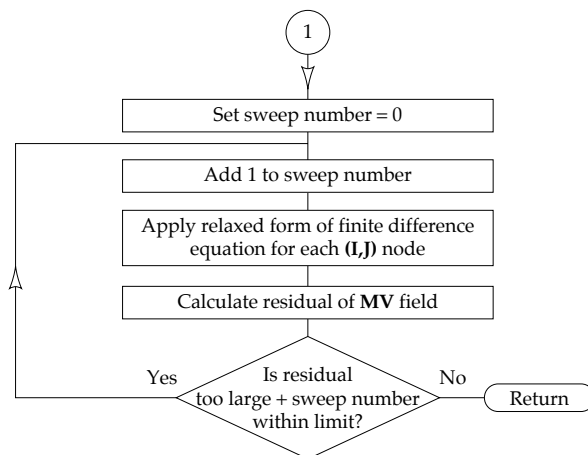 1
Set sweep number = 0
Add 1 to sweep number
Apply relaxed form of finite difference
equation for each (I,J) node
Calculate residual of MV field
Yes
Is residual
too large + sweep number
within limit?
No
Return